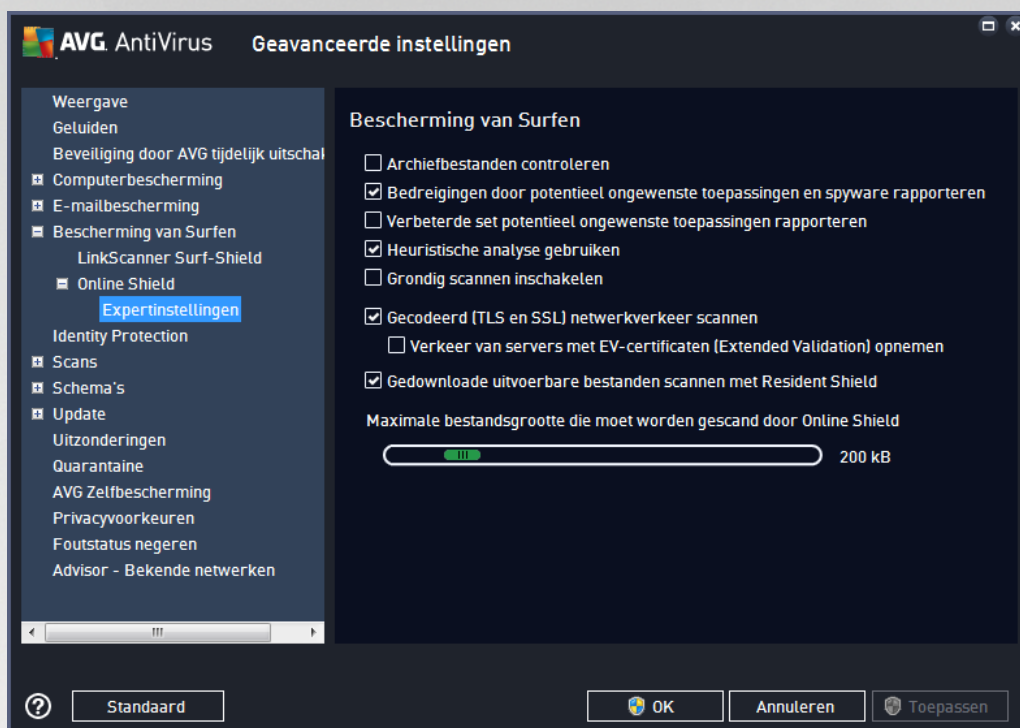 AVG. AntiVirus Geavanceerde instellingen
Weergave
Geluiden
Beveiliging door AVG tijdelijk uitschak
Computerbescherming
E-mailbescherming
Bescherming van Surfen
LinkScanner Surf-Shield
Online Shield
Expertinstellingen
Identity Protection
Scans
Schema's
Update
Uitzonderingen
Quarantaine
AVG Zelfbescherming
Privacyvoorkeuren
Foutstatus negeren
Advisor - Bekende netwerken
Bescherming van Surfen
Archiefbestanden controleren
Bedreigingen door potentieel ongewenste toepassingen en spyware rapporteren
Verbeterde set potentieel ongewenste toepassingen rapporteren
Heuristische analyse gebruiken
Grondig scannen inschakelen
Gecodeerd (TLS en SSL) netwerkverkeer scannen
Verkeer van servers met EV-certificaten (Extended Validation) opnemen
Gedownloade uitvoerbare bestanden scannen met Resident Shield
Maximale bestandsgrootte die moet worden gescand door Online Shield
200 kB
? Standaard OK Annuleren Toepassen